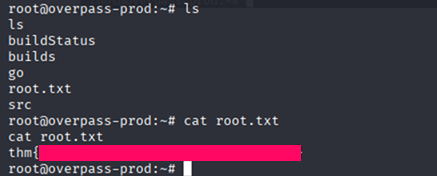 root@overpass-prod:~# ls
ls
buildStatus
builds
go
root.txt
src
root@overpass-prod:~# cat root.txt
cat root.txt
thm{
root@overpass-prod:~#